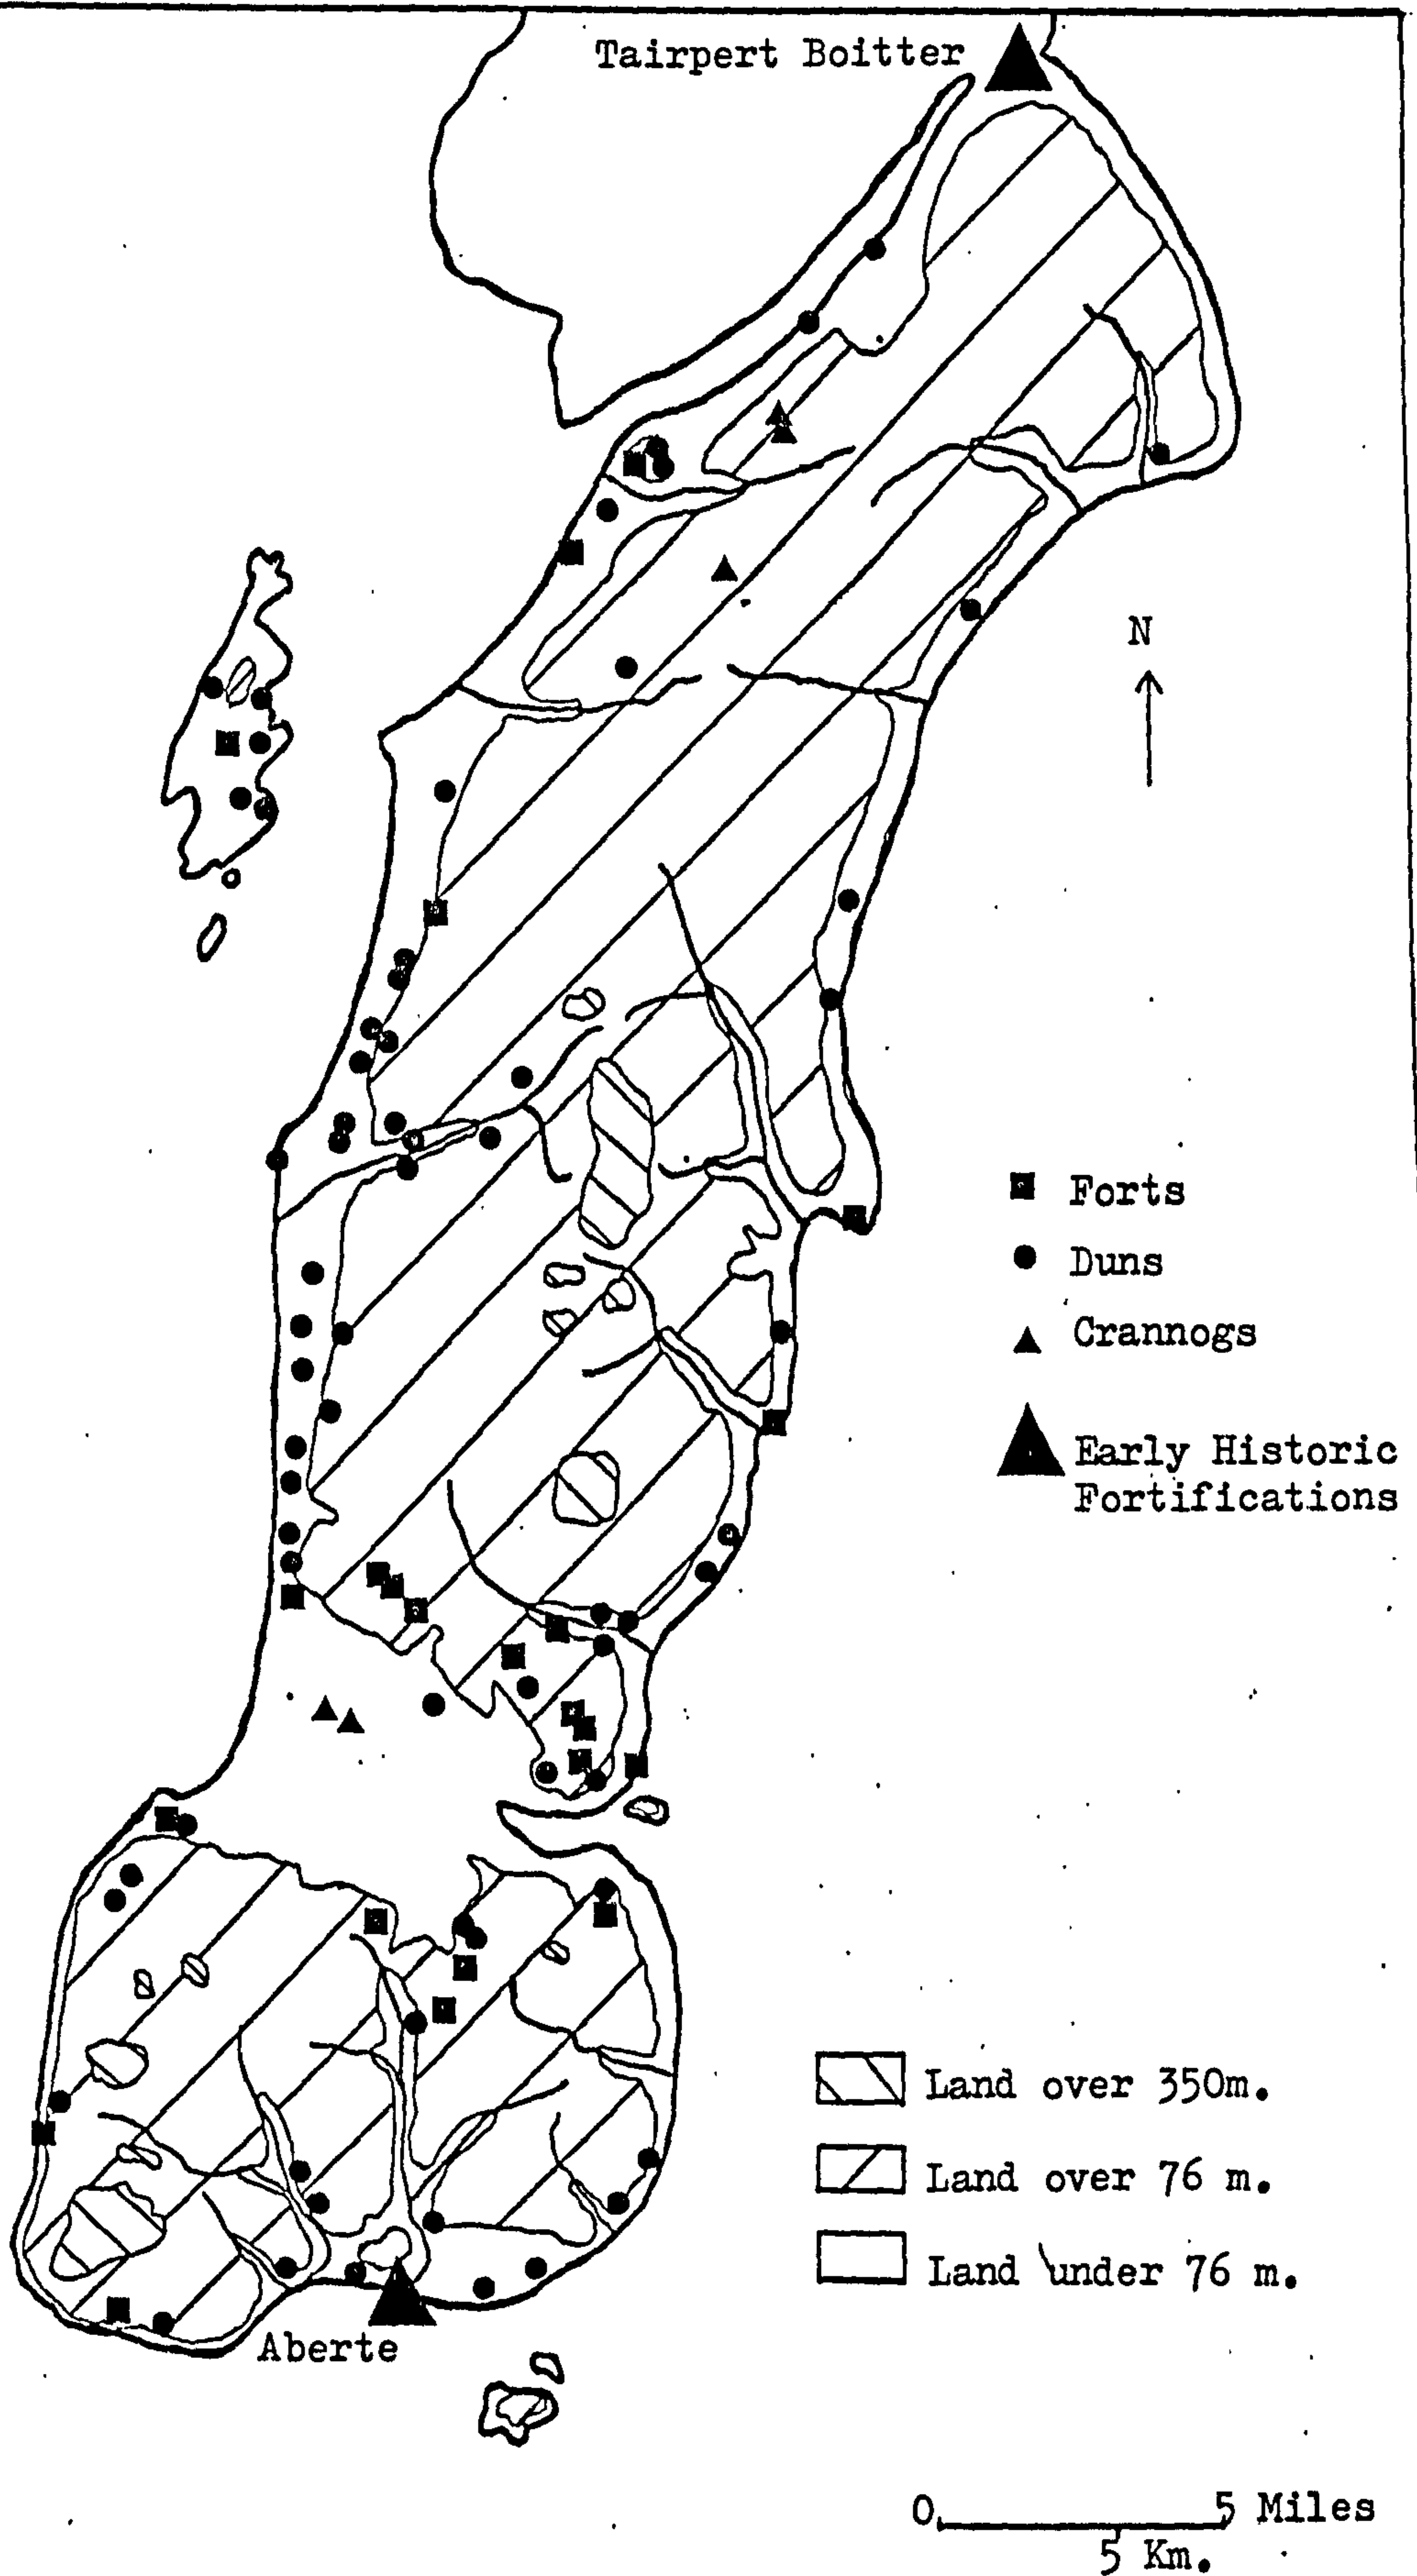 Tairpert Boitter
N
Forts
Duns
Crannogs
Early Historic
Fortifications
Land over 350m.
Land over 76 m.
Land under 76 m.
Aberte
0 5 Miles
5 Km.